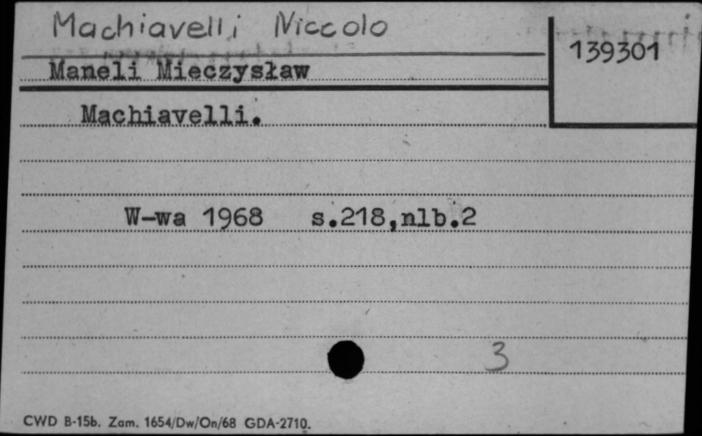 Machiavelli Niccolo
139301
Maneli Mieczysław
Machiavelli.
W-wa 1968 s.218,nlb.2
3
CWD B-15b. Zam. 1654/Dw/On/68 GDA-2710.